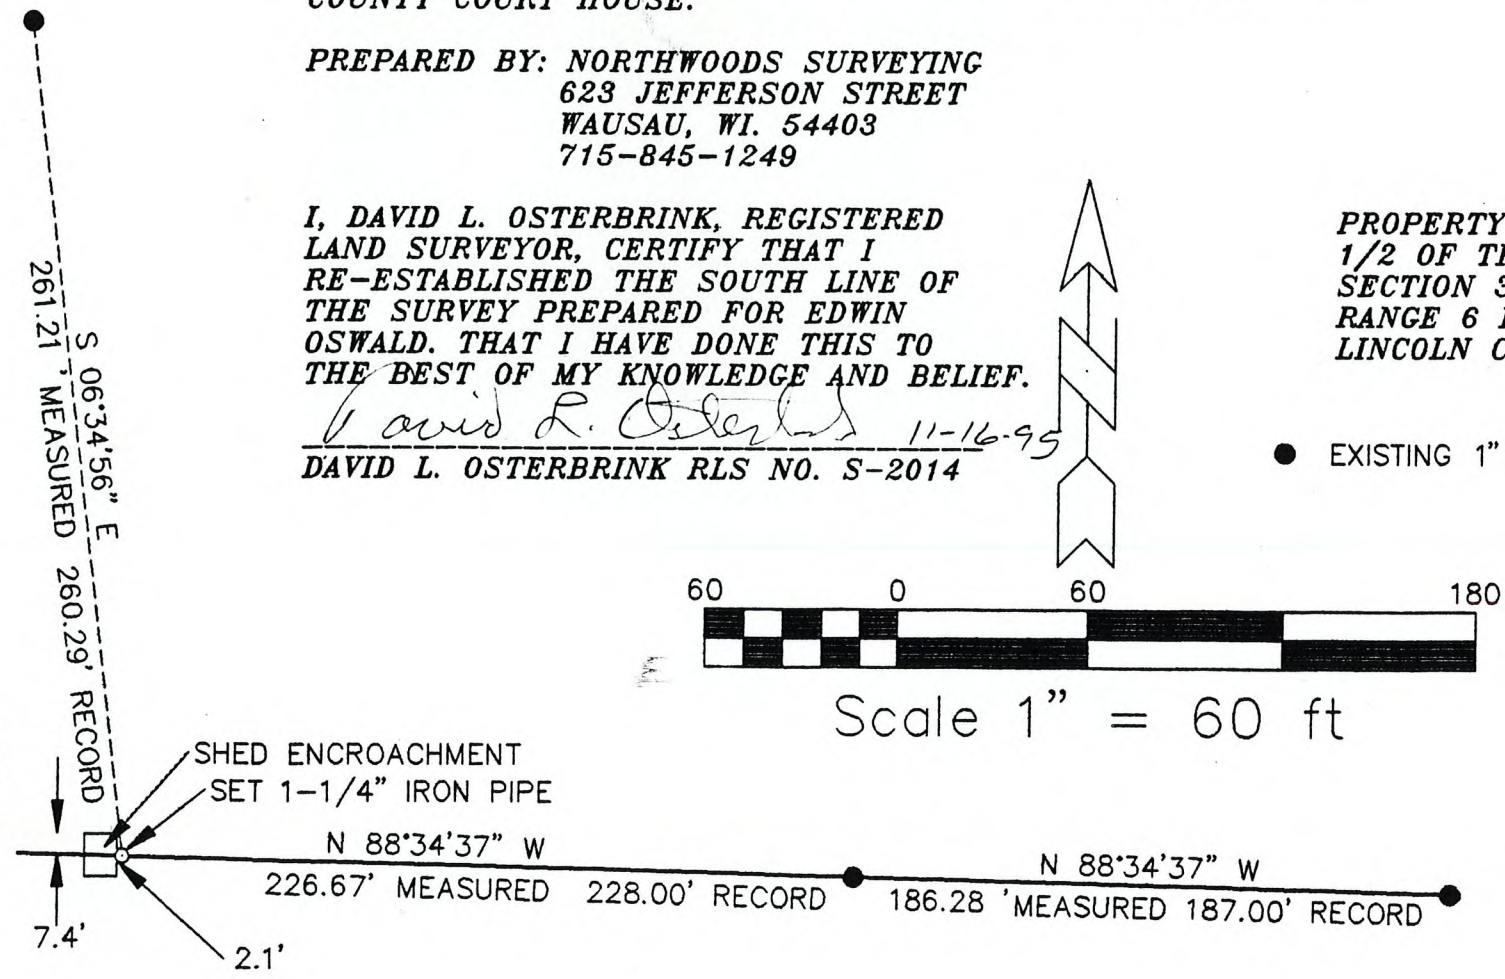 COUNTY COURT HOUSE.
PREPARED BY: NORTHWOODS SURVEYING
623 JEFFERSON STREET
WAUSAU, WI. 54403
715-845-1249
I, DAVID L. OSTERBRINK, REGISTERED
LAND SURVEYOR, CERTIFY THAT I
RE-ESTABLISHED THE SOUTH LINE OF
THE SURVEY PREPARED FOR EDWIN
OSWALD. THAT I HAVE DONE THIS TO
THE BEST OF MY KNOWLEDGE AND BELIEF.
David L. Osterbrink 11-16-95
DAVID L. OSTERBRINK RLS NO. S-2014
PROPERTY
1/2 OF
SECTION 3
RANGE 6
LINCOLN
EXISTING 1"
S 06°34'56" E
261.21' MEASURED 260.29' RECORD
60 0 60 180
Scale 1" = 60 ft
SHED ENCROACHMENT
SET 1-1/4" IRON PIPE
N 88°34'37" W
226.67' MEASURED 228.00' RECORD
N 88°34'37" W
186.28 'MEASURED 187.00' RECORD
7.4'
2.1'